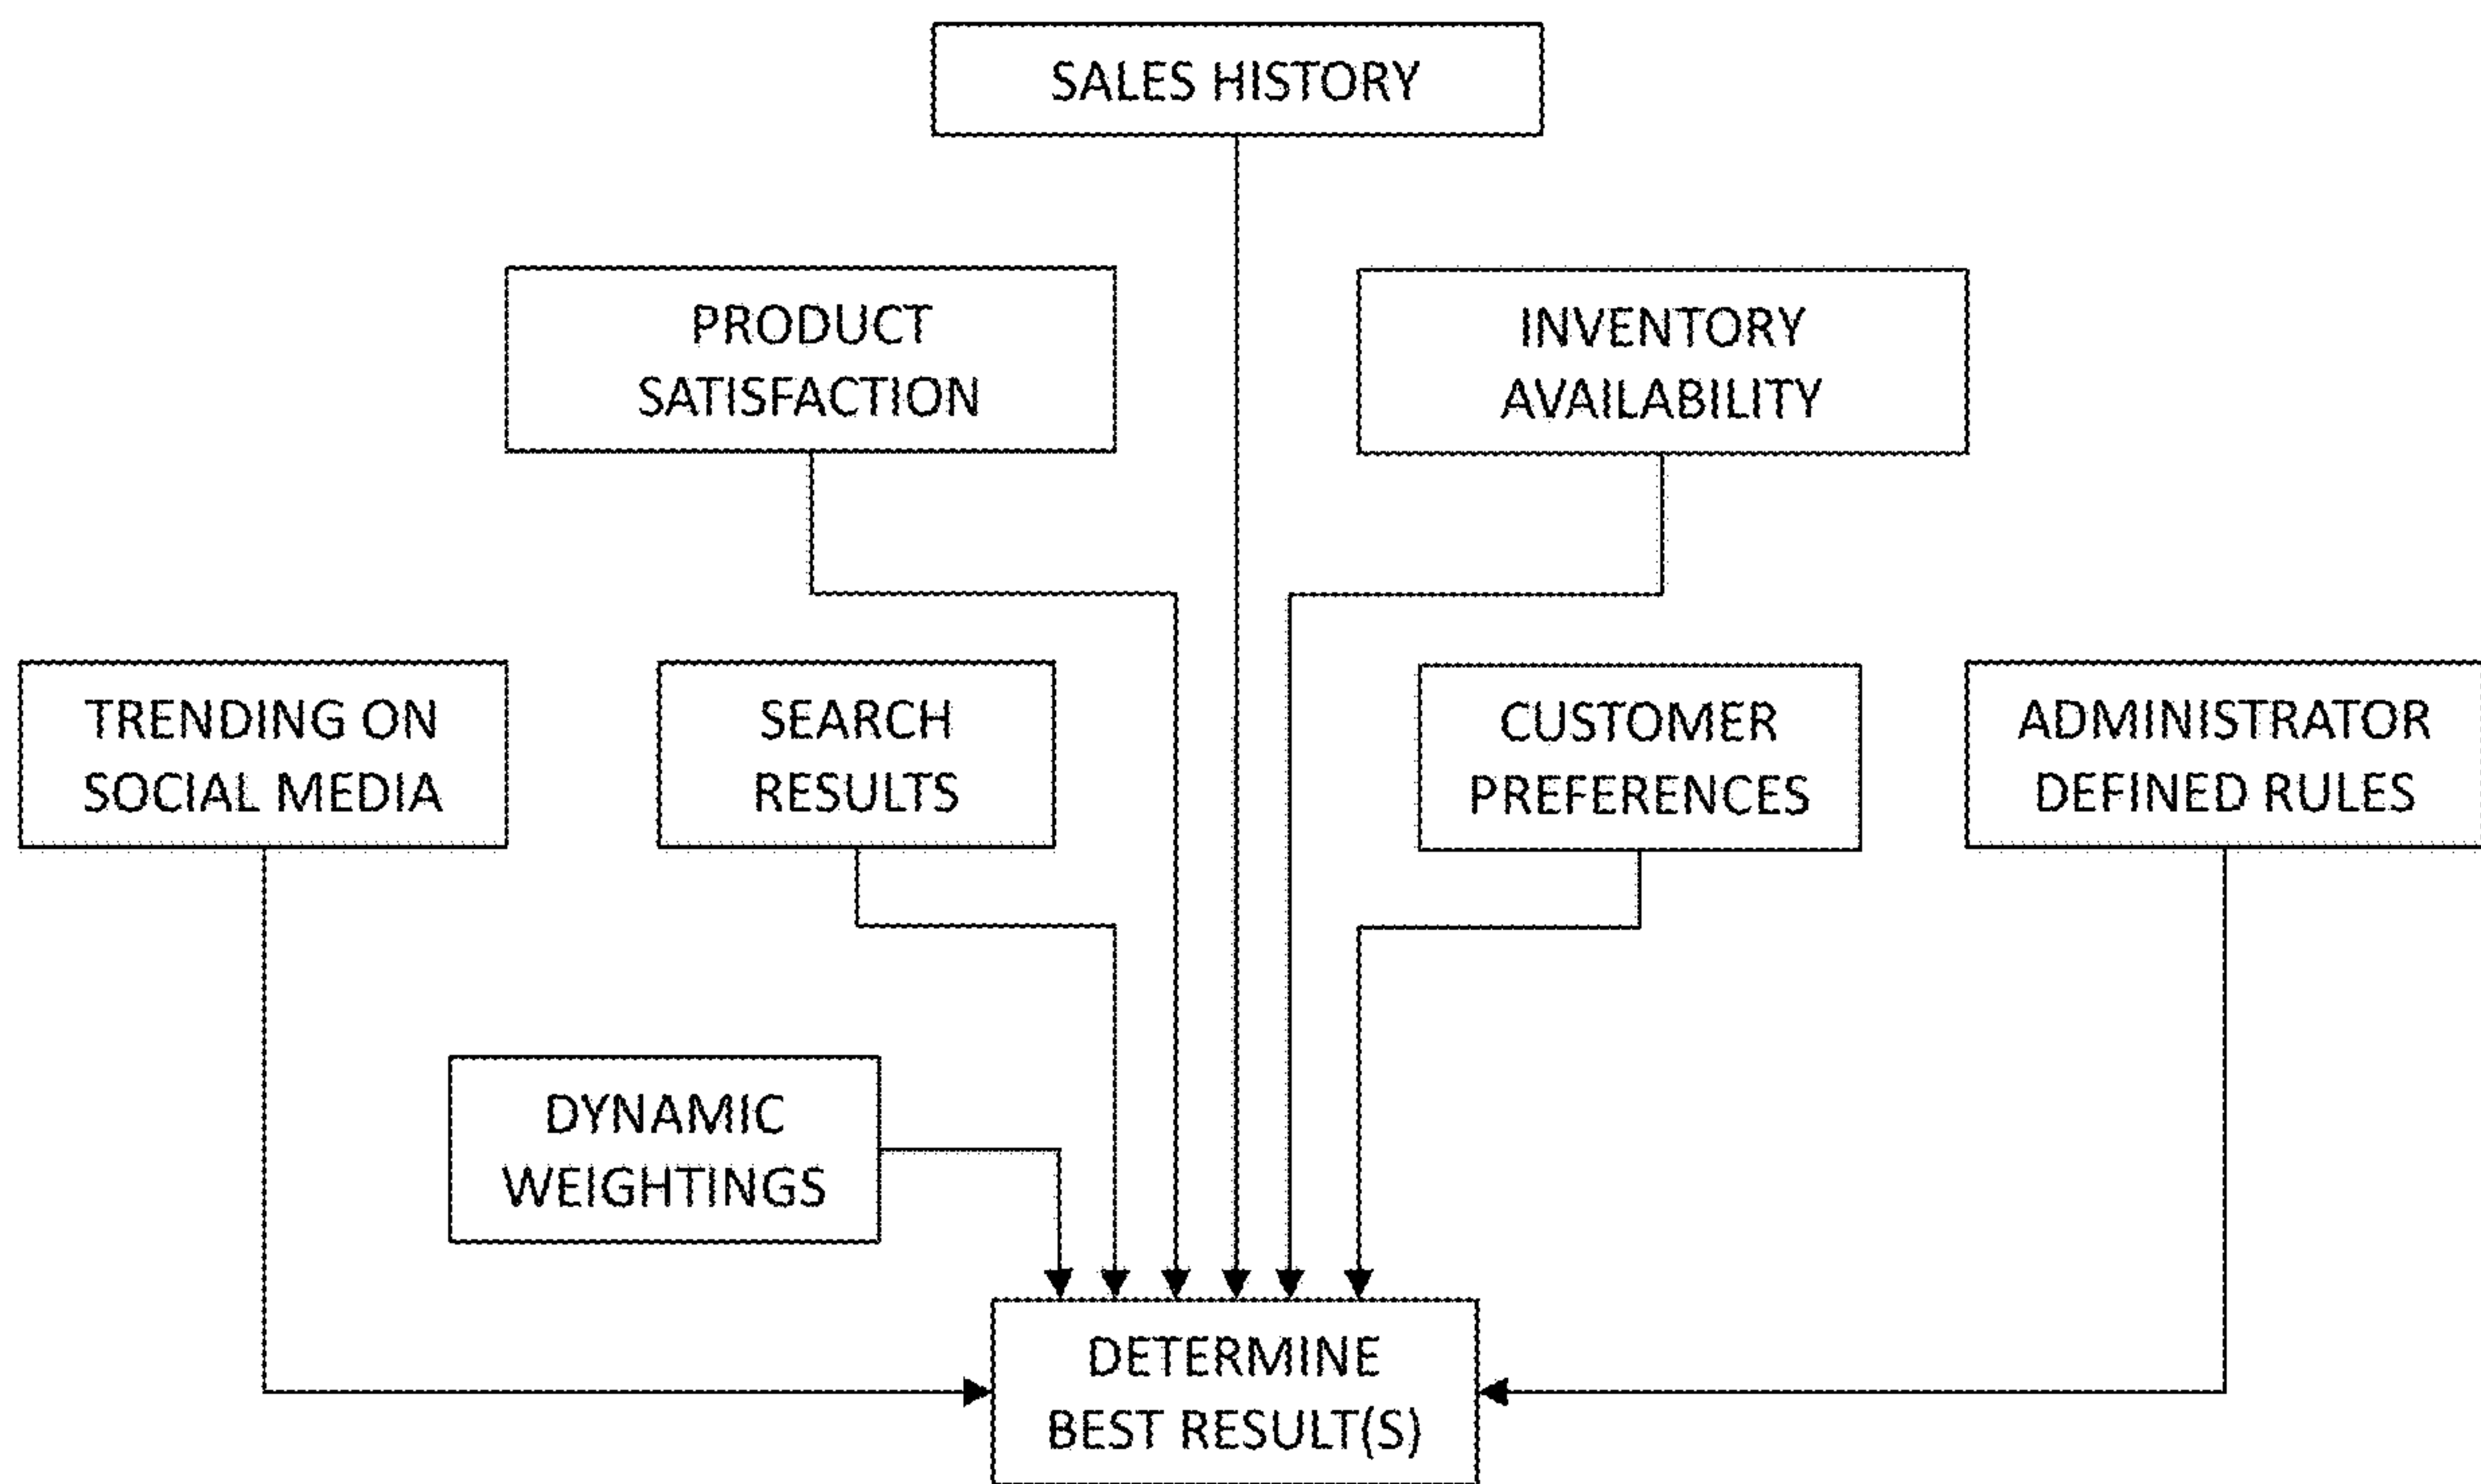 SALES HISTORY
PRODUCT
SATISFACTION
INVENTORY
AVAILABILITY
TRENDING ON
SOCIAL MEDIA
SEARCH
RESULTS
CUSTOMER
PREFERENCES
ADMINISTRATOR
DEFINED RULES
DYNAMIC
WEIGHTINGS
DETERMINE
BEST RESULT(S)